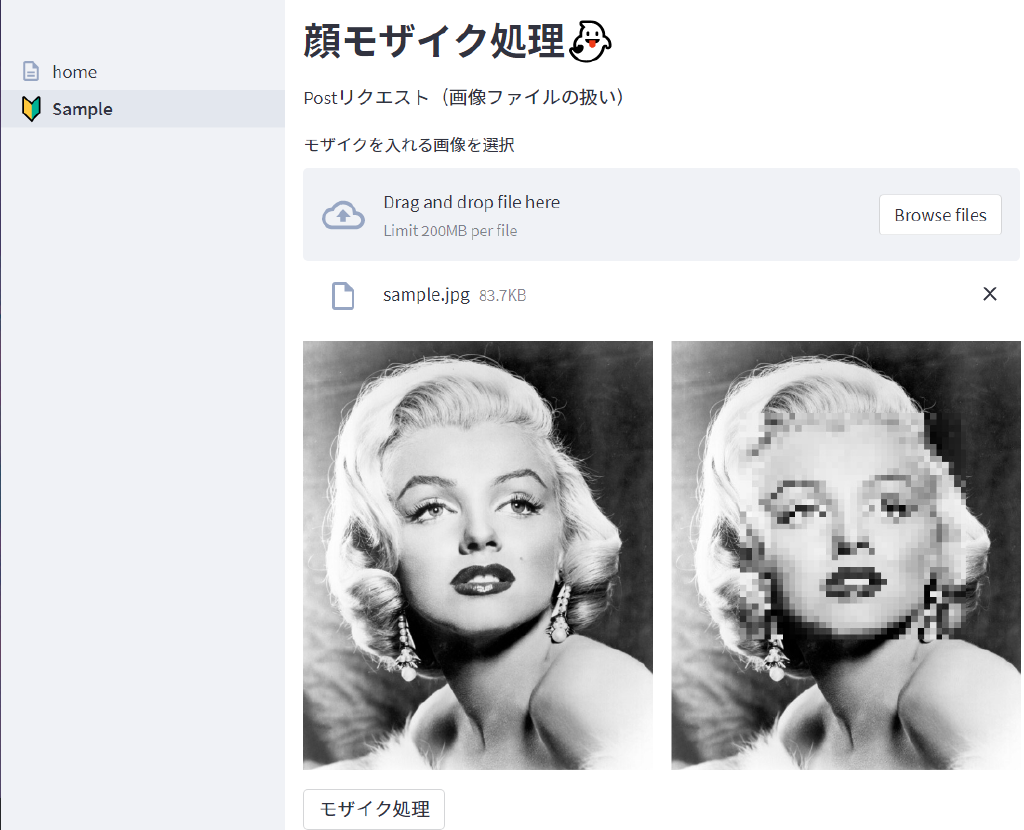 home
Sample
顔モザイク処理👻
Postリクエスト（画像ファイルの扱い）
モザイクを入れる画像を選択
Drag and drop file here
Limit 200MB per file
Browse files
sample.jpg 83.7KB
モザイク処理